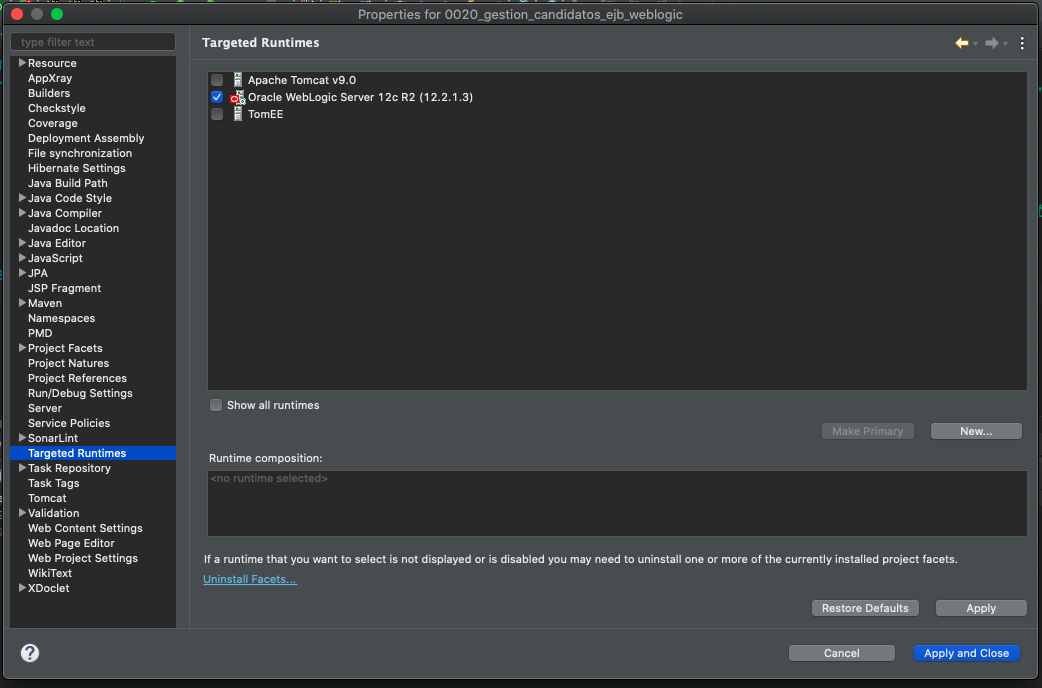 Properties for 0020_gestion_candidatos_ejb_weblogic
type filter text
Resource
AppXray
Builders
Checkstyle
Coverage
Deployment Assembly
File synchronization
Hibernate Settings
Java Build Path
Java Code Style
Java Compiler
Javadoc Location
Java Editor
JavaScript
JPA
JSP Fragment
Maven
Namespaces
PMD
Project Facets
Project Natures
Project References
Run/Debug Settings
Server
Service Policies
SonarLint
Targeted Runtimes
Task Repository
Task Tags
Tomcat
Validation
Web Content Settings
Web Page Editor
Web Project Settings
WikiText
XDoclet
Targeted Runtimes
Apache Tomcat v9.0
Oracle WebLogic Server 12c R2 (12.2.1.3)
TomEE
Show all runtimes
Make Primary
New...
Runtime composition:
<no runtime selected>
If a runtime that you want to select is not displayed or is disabled you may need to uninstall one or more of the currently installed project facets.
Uninstall Facets...
Restore Defaults
Apply
?
Cancel
Apply and Close